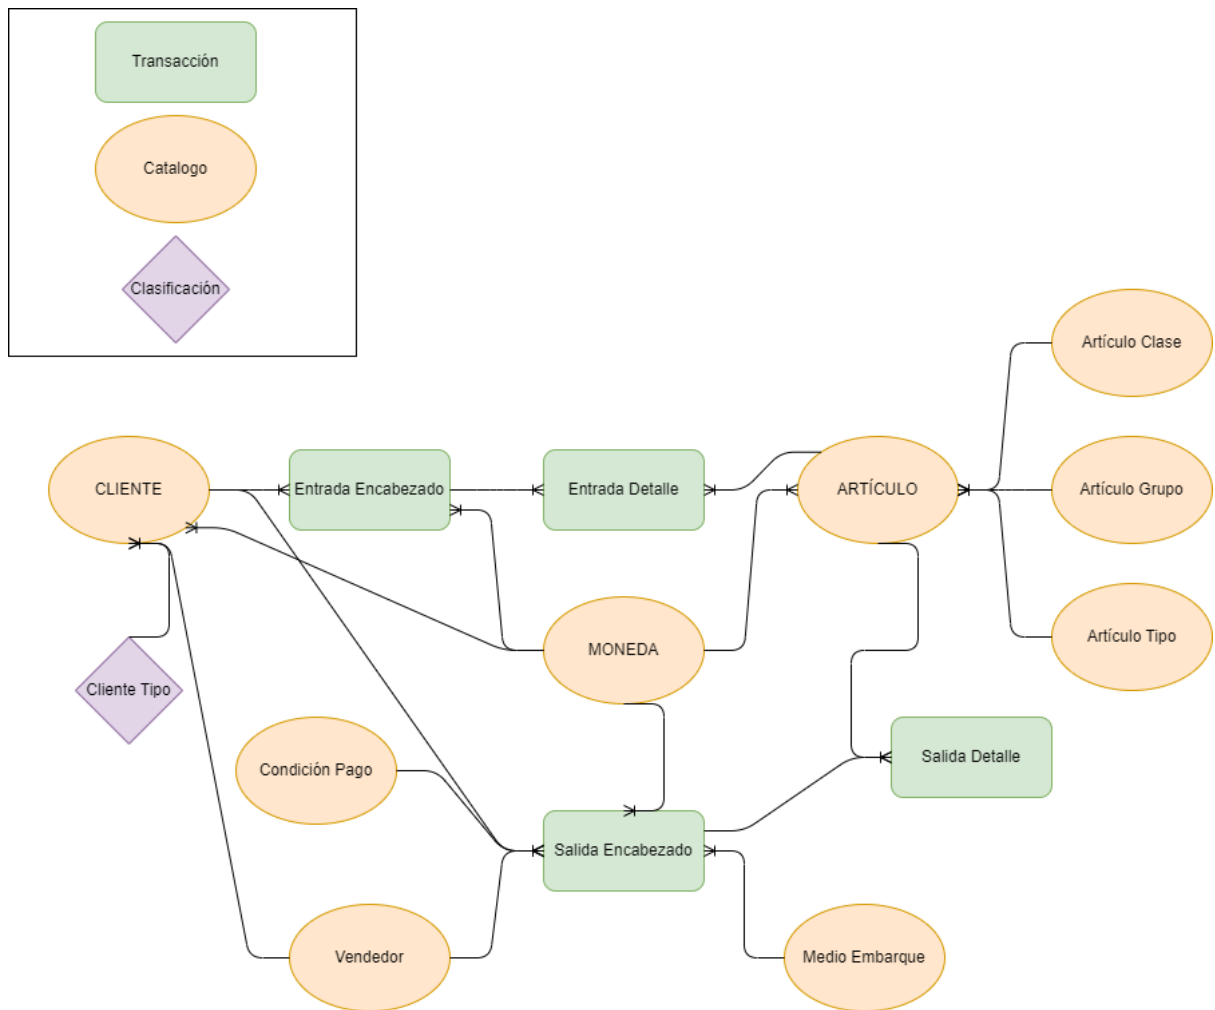 Transacción
Catalogo
Clasificación
Artículo Clase
CLIENTE
Entrada Encabezado
Entrada Detalle
ARTÍCULO
Artículo Grupo
MONEDA
Artículo Tipo
Cliente Tipo
Condición Pago
Salida Detalle
Salida Encabezado
Vendedor
Medio Embarque